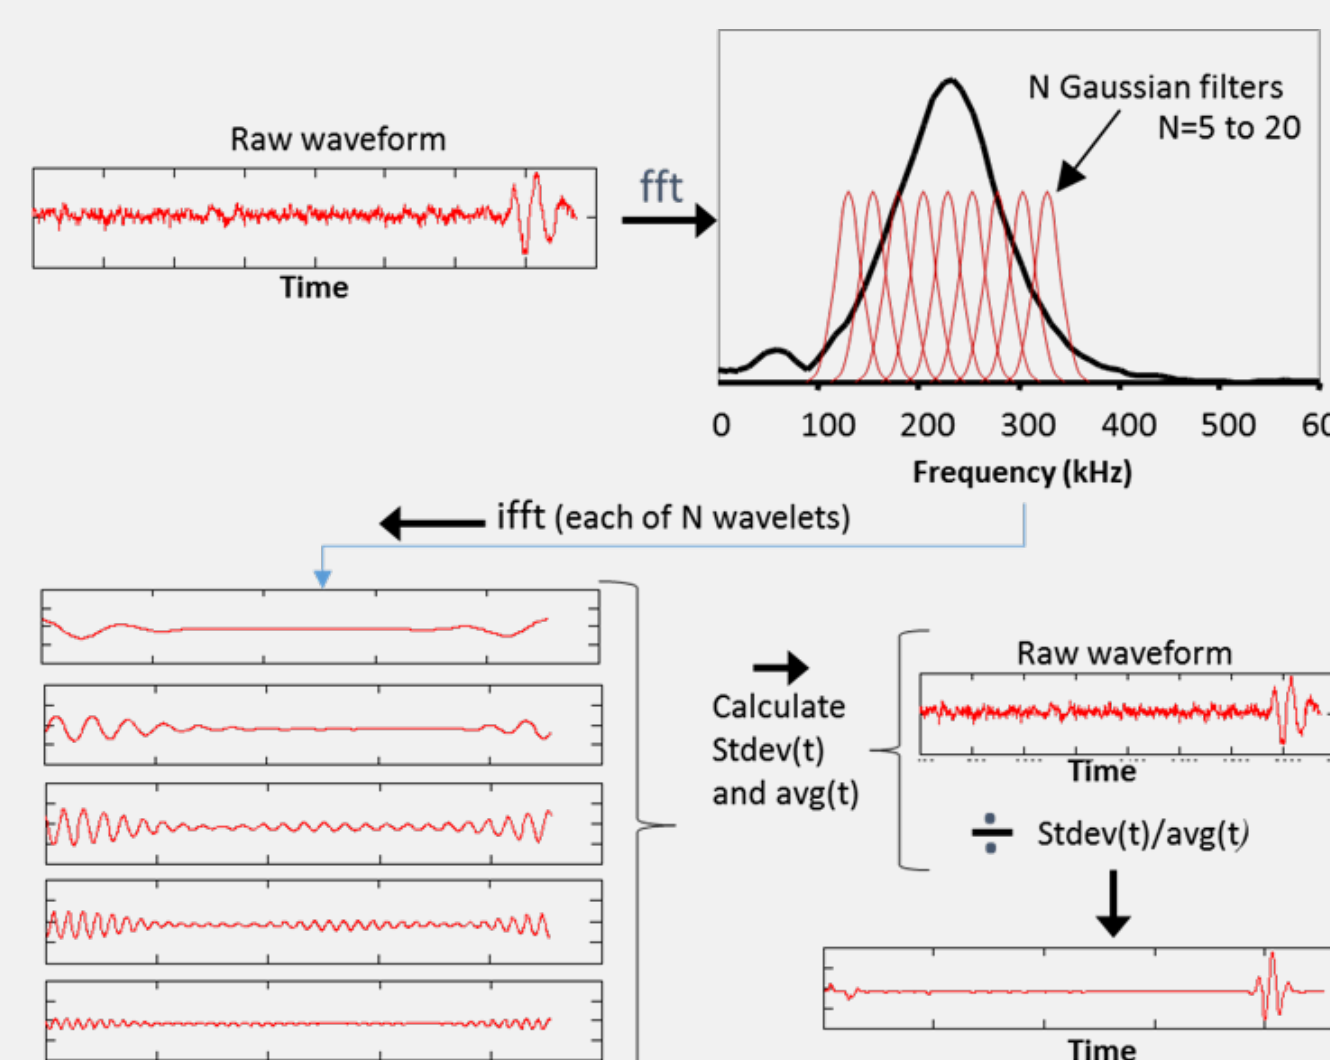 Raw waveform
Time
fft
N Gaussian filters
N=5 to 20
0 100 200 300 400 500
Frequency (kHz)
ifft (each of N wavelets)
Calculate
Stdev(t)
and avg(t)
Raw waveform
Time
÷ Stdev(t)/avg(t)
Time